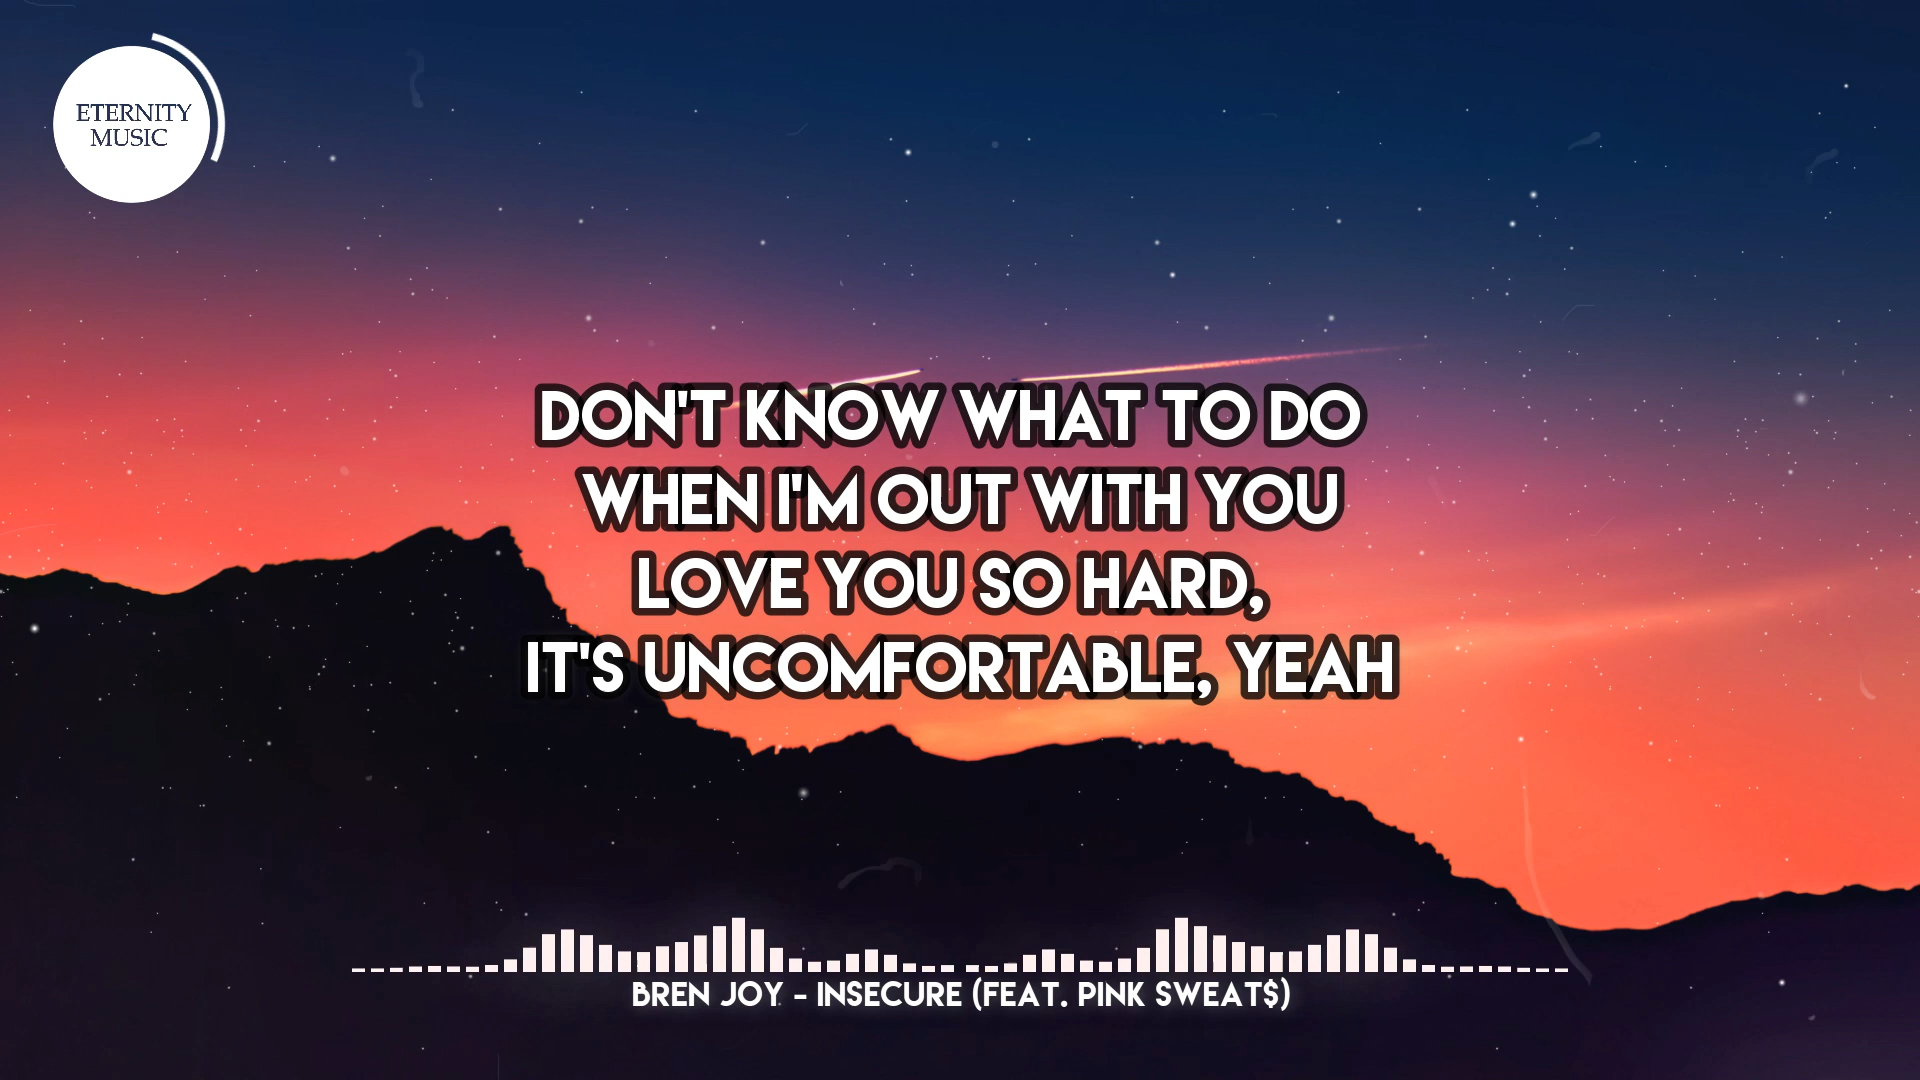 ETERNITY
MUSIC
DON'T KNOW WHAT TO DO
WHEN I'M OUT WITH YOU
LOVE YOU SO HARD,
IT'S UNCOMFORTABLE, YEAH
BREN JOY - INSECURE (FEAT. PINK SWEAT$)